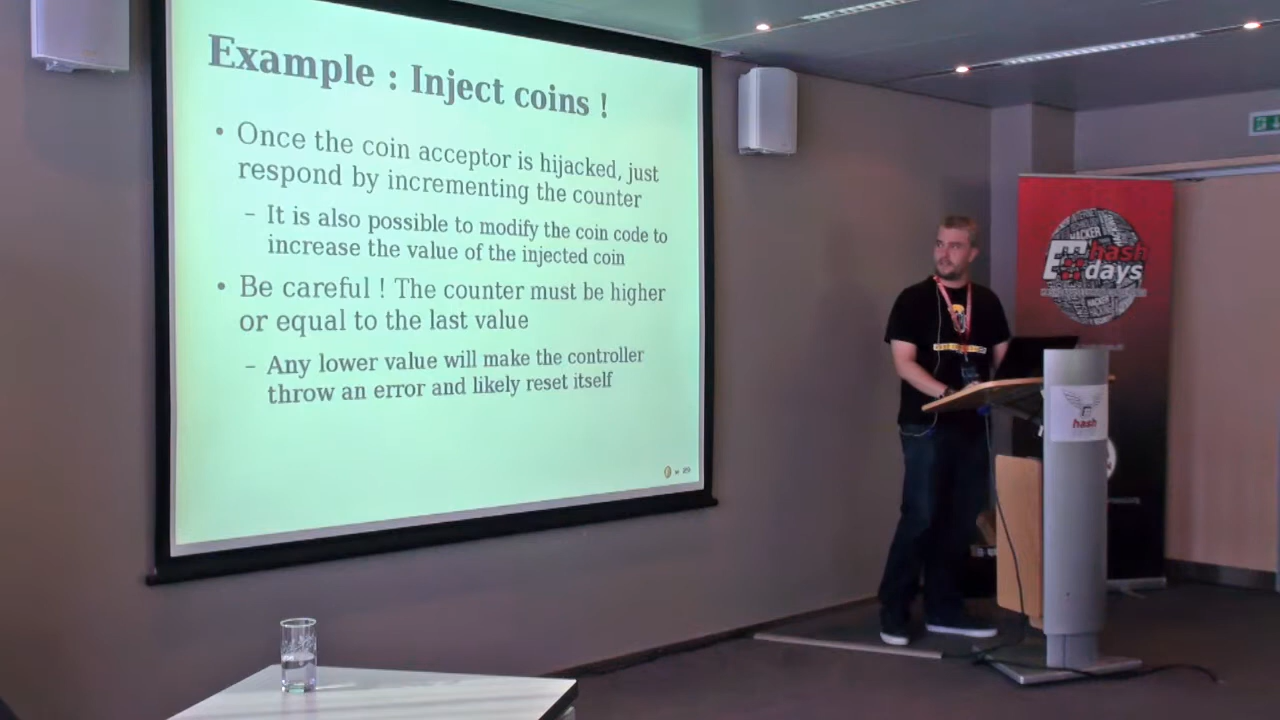 Example : Inject coins !
• Once the coin acceptor is hijacked, just
respond by incrementing the counter
– It is also possible to modify the coin code to
increase the value of the injected coin
• Be careful ! The counter must be higher
or equal to the last value
– Any lower value will make the controller
throw an error and likely reset itself
HACKER
hash
days
hash